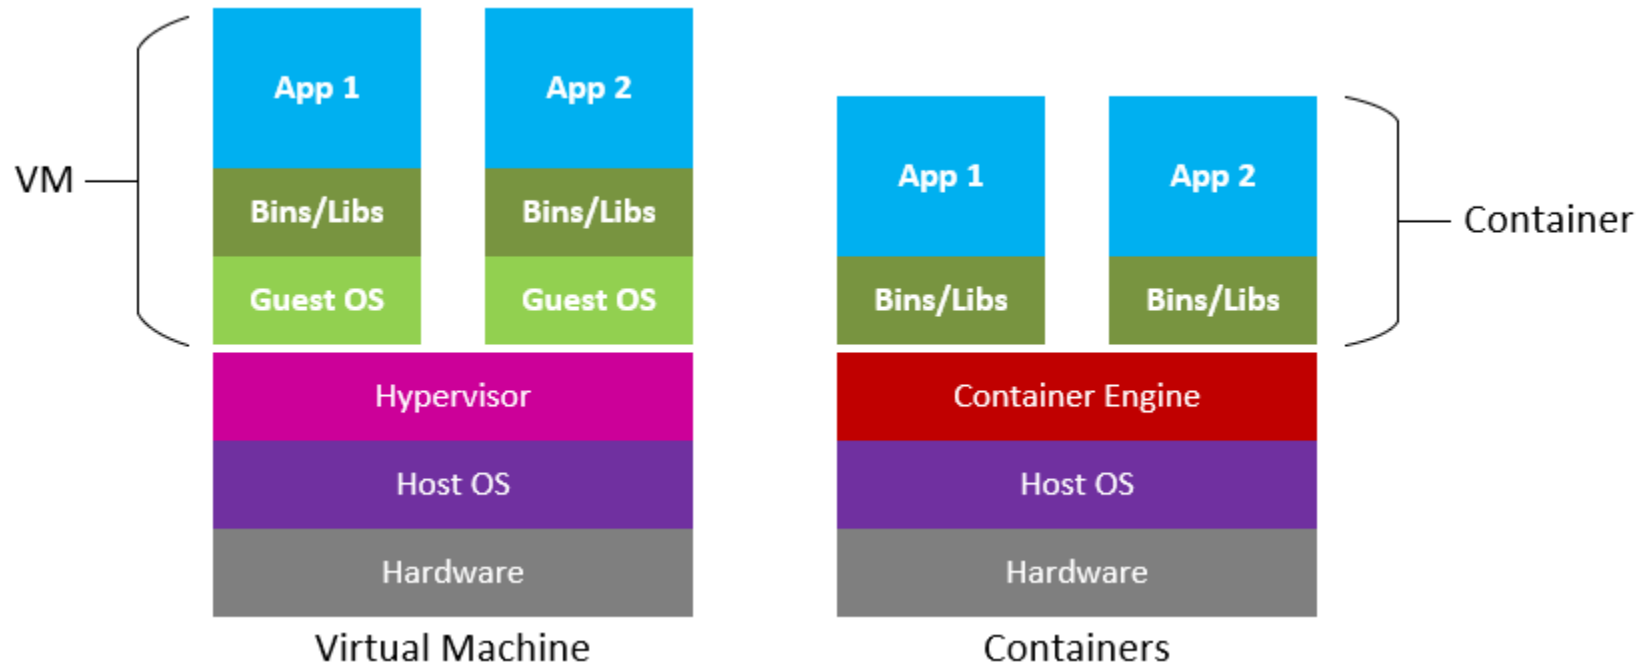 VM
App 1
App 2
Bins/Libs
Bins/Libs
Guest OS
Guest OS
Hypervisor
Host OS
Hardware
Virtual Machine
App 1
App 2
Bins/Libs
Bins/Libs
Container
Container Engine
Host OS
Hardware
Containers